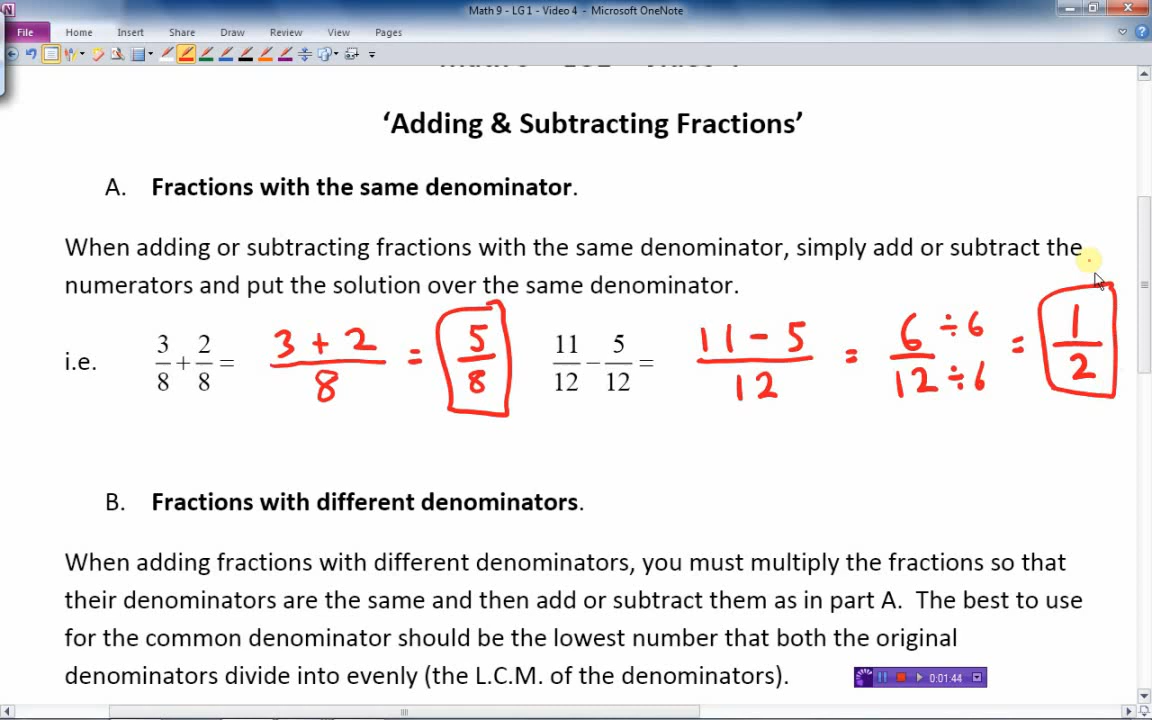 Math 9 - LG1 - Video 4 - Microsoft OneNote
File Home Insert Share Draw Review View Pages
‘Adding & Subtracting Fractions’
A. Fractions with the same denominator.
When adding or subtracting fractions with the same denominator, simply add or subtract the
numerators and put the solution over the same denominator.
i.e. 3/8 + 2/8 = 3 + 2/8 = 5/8 11/12 − 5/12 = 11 - 5/12 = 6 ÷6/12 ÷6 = 1/2
B. Fractions with different denominators.
When adding fractions with different denominators, you must multiply the fractions so that
their denominators are the same and then add or subtract them as in part A. The best to use
for the common denominator should be the lowest number that both the original
denominators divide into evenly (the L.C.M. of the denominators).
0:01:44